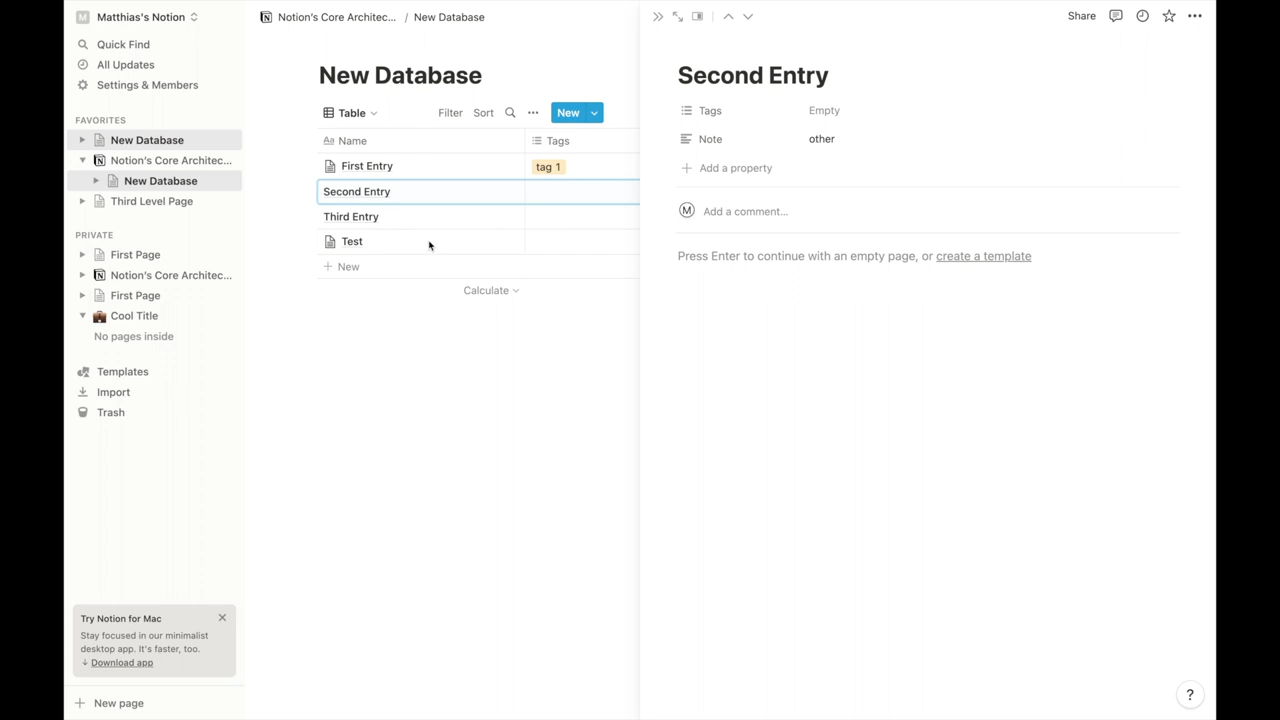 M Matthias's Notion
Quick Find
All Updates
Settings & Members
FAVORITES
New Database
Notion's Core Architec...
New Database
Third Level Page
PRIVATE
First Page
Notion's Core Architec...
First Page
Cool Title
No pages inside
Templates
Import
Trash
Try Notion for Mac
Stay focused in our minimalist
desktop app. It's faster, too.
↓ Download app
New page
Notion's Core Architec... / New Database
New Database
Table Filter Sort ••• New
Aa Name Tags
First Entry tag 1
Second Entry
Third Entry
Test
+ New
Calculate
Share •••
Second Entry
Tags Empty
Note other
+ Add a property
M Add a comment...
Press Enter to continue with an empty page, or create a template
?